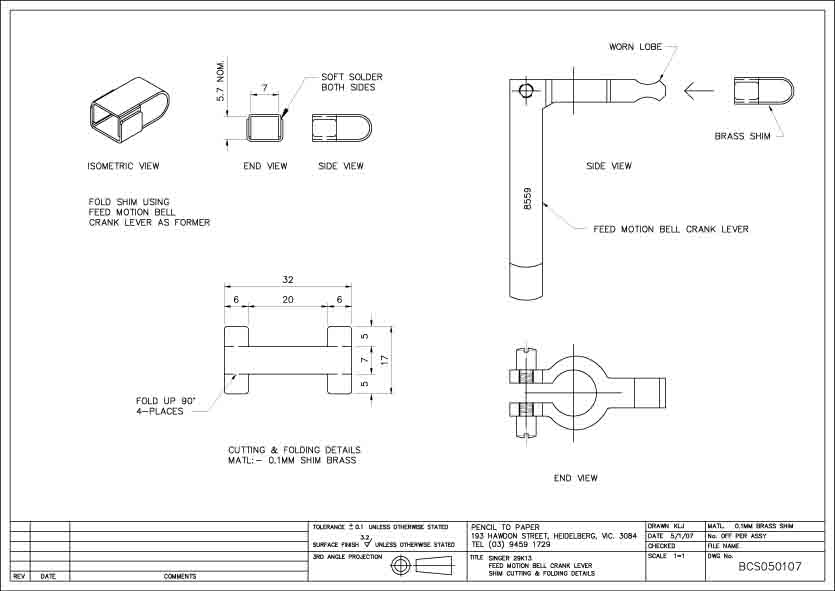 WORN LOBE
5.7 NOM.
7
SOFT SOLDER
BOTH SIDES
BRASS SHIM
ISOMETRIC VIEW
END VIEW
SIDE VIEW
SIDE VIEW
FOLD SHIM USING
FEED MOTION BELL
CRANK LEVER AS FORMER
8559
FEED MOTION BELL CRANK LEVER
32
6
20
6
5
7
5
17
FOLD UP 90°
4-PLACES
CUTTING & FOLDING DETAILS
MATL:- 0.1MM SHIM BRASS
END VIEW
REV
DATE
COMMENTS
TOLERANCE ± 0.1 UNLESS OTHERWISE STATED
3.2
SURFACE FINISH √ UNLESS OTHERWISE STATED
3RD ANGLE PROJECTION
PENCIL TO PAPER
193 HAWDON STREET, HEIDELBERG, VIC. 3084
TEL (03) 9459 1729
TITLE SINGER 29K13
FEED MOTION BELL CRANK LEVER
SHIM CUTTING & FOLDING DETAILS
DRAWN KLJ
DATE 5/1/07
CHECKED
SCALE 1=1
MATL. 0.1MM BRASS SHIM
No. OFF PER ASSY
FILE NAME
DWG No.
BCS050107